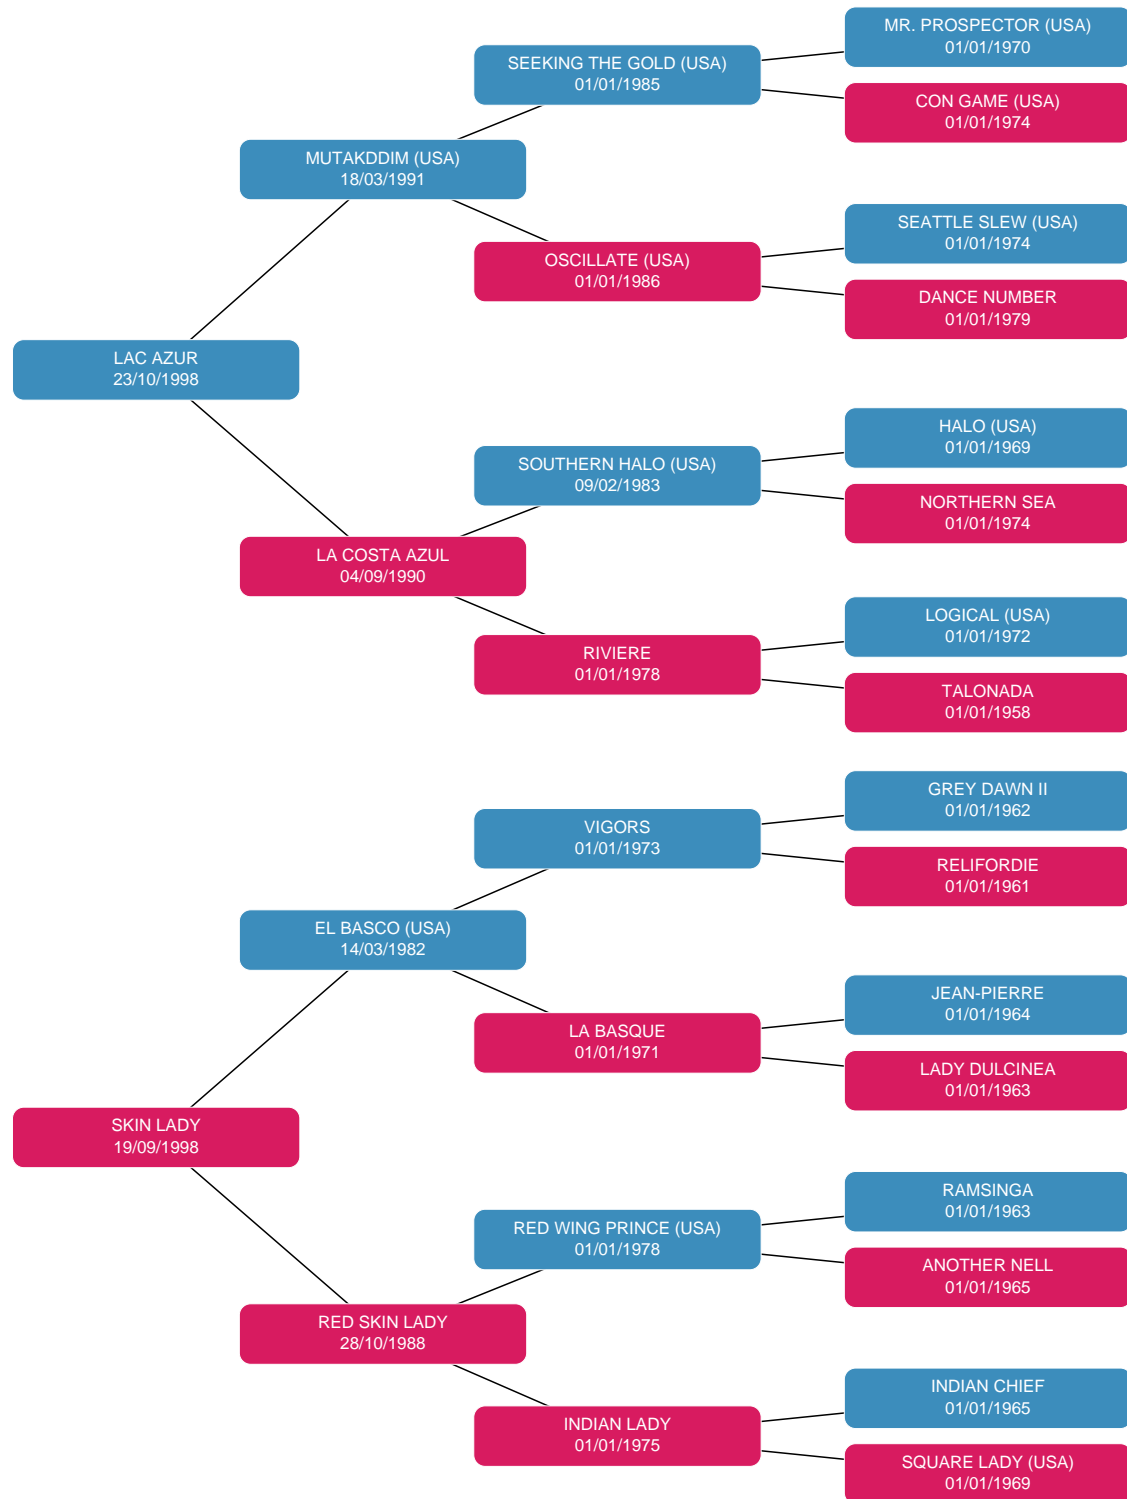 MR. PROSPECTOR (USA)
01/01/1970
SEEKING THE GOLD (USA)
01/01/1985
CON GAME (USA)
01/01/1974
MUTAKDDIM (USA)
18/03/1991
SEATTLE SLEW (USA)
01/01/1974
OSCILLATE (USA)
01/01/1986
DANCE NUMBER
01/01/1979
LAC AZUR
23/10/1998
HALO (USA)
01/01/1969
SOUTHERN HALO (USA)
09/02/1983
NORTHERN SEA
01/01/1974
LA COSTA AZUL
04/09/1990
LOGICAL (USA)
01/01/1972
RIVIERE
01/01/1978
TALONADA
01/01/1958
GREY DAWN II
01/01/1962
VIGORS
01/01/1973
RELIFORDIE
01/01/1961
EL BASCO (USA)
14/03/1982
JEAN-PIERRE
01/01/1964
LA BASQUE
01/01/1971
LADY DULCINEA
01/01/1963
SKIN LADY
19/09/1998
RAMSINGA
01/01/1963
RED WING PRINCE (USA)
01/01/1978
ANOTHER NELL
01/01/1965
RED SKIN LADY
28/10/1988
INDIAN CHIEF
01/01/1965
INDIAN LADY
01/01/1975
SQUARE LADY (USA)
01/01/1969